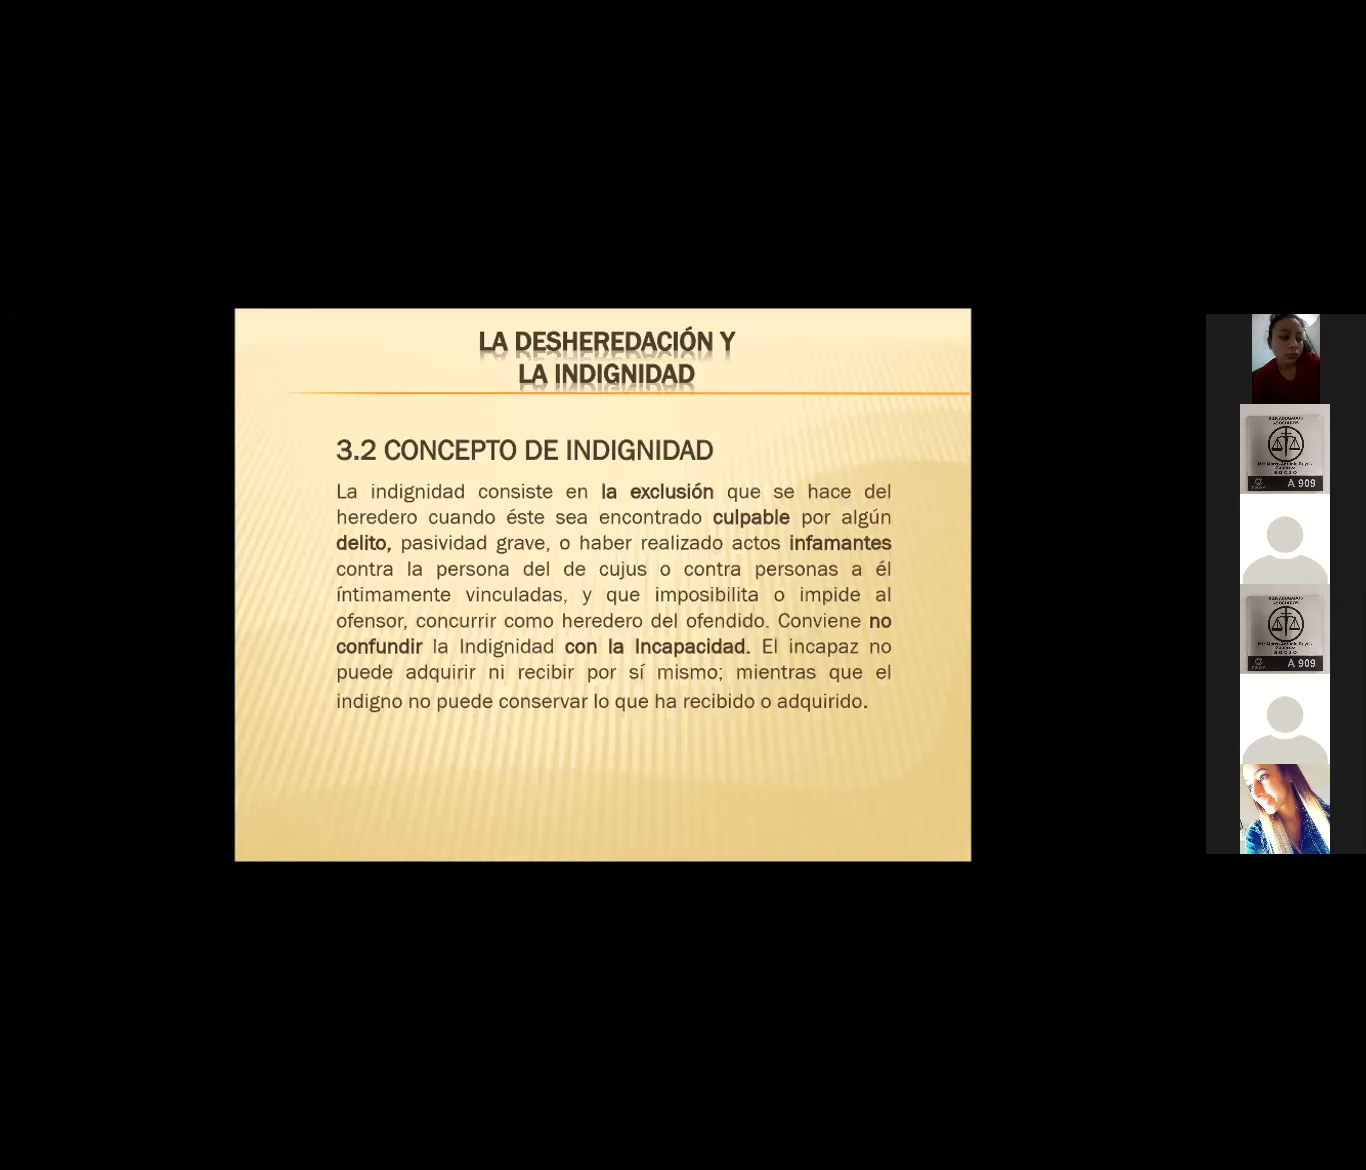 LA DESHEREDACIÓN Y
LA INDIGNIDAD
3.2 CONCEPTO DE INDIGNIDAD
La indignidad consiste en la exclusión que se hace del
heredero cuando éste sea encontrado culpable por algún
delito, pasividad grave, o haber realizado actos infamantes
contra la persona del de cujus o contra personas a él
íntimamente vinculadas, y que imposibilita o impide al
ofensor, concurrir como heredero del ofendido. Conviene no
confundir la Indignidad con la Incapacidad. El incapaz no
puede adquirir ni recibir por sí mismo; mientras que el
indigno no puede conservar lo que ha recibido o adquirido.
ABOGADOS
ASOCIADOS
A 909
ABOGADOS
ASOCIADOS
A 909